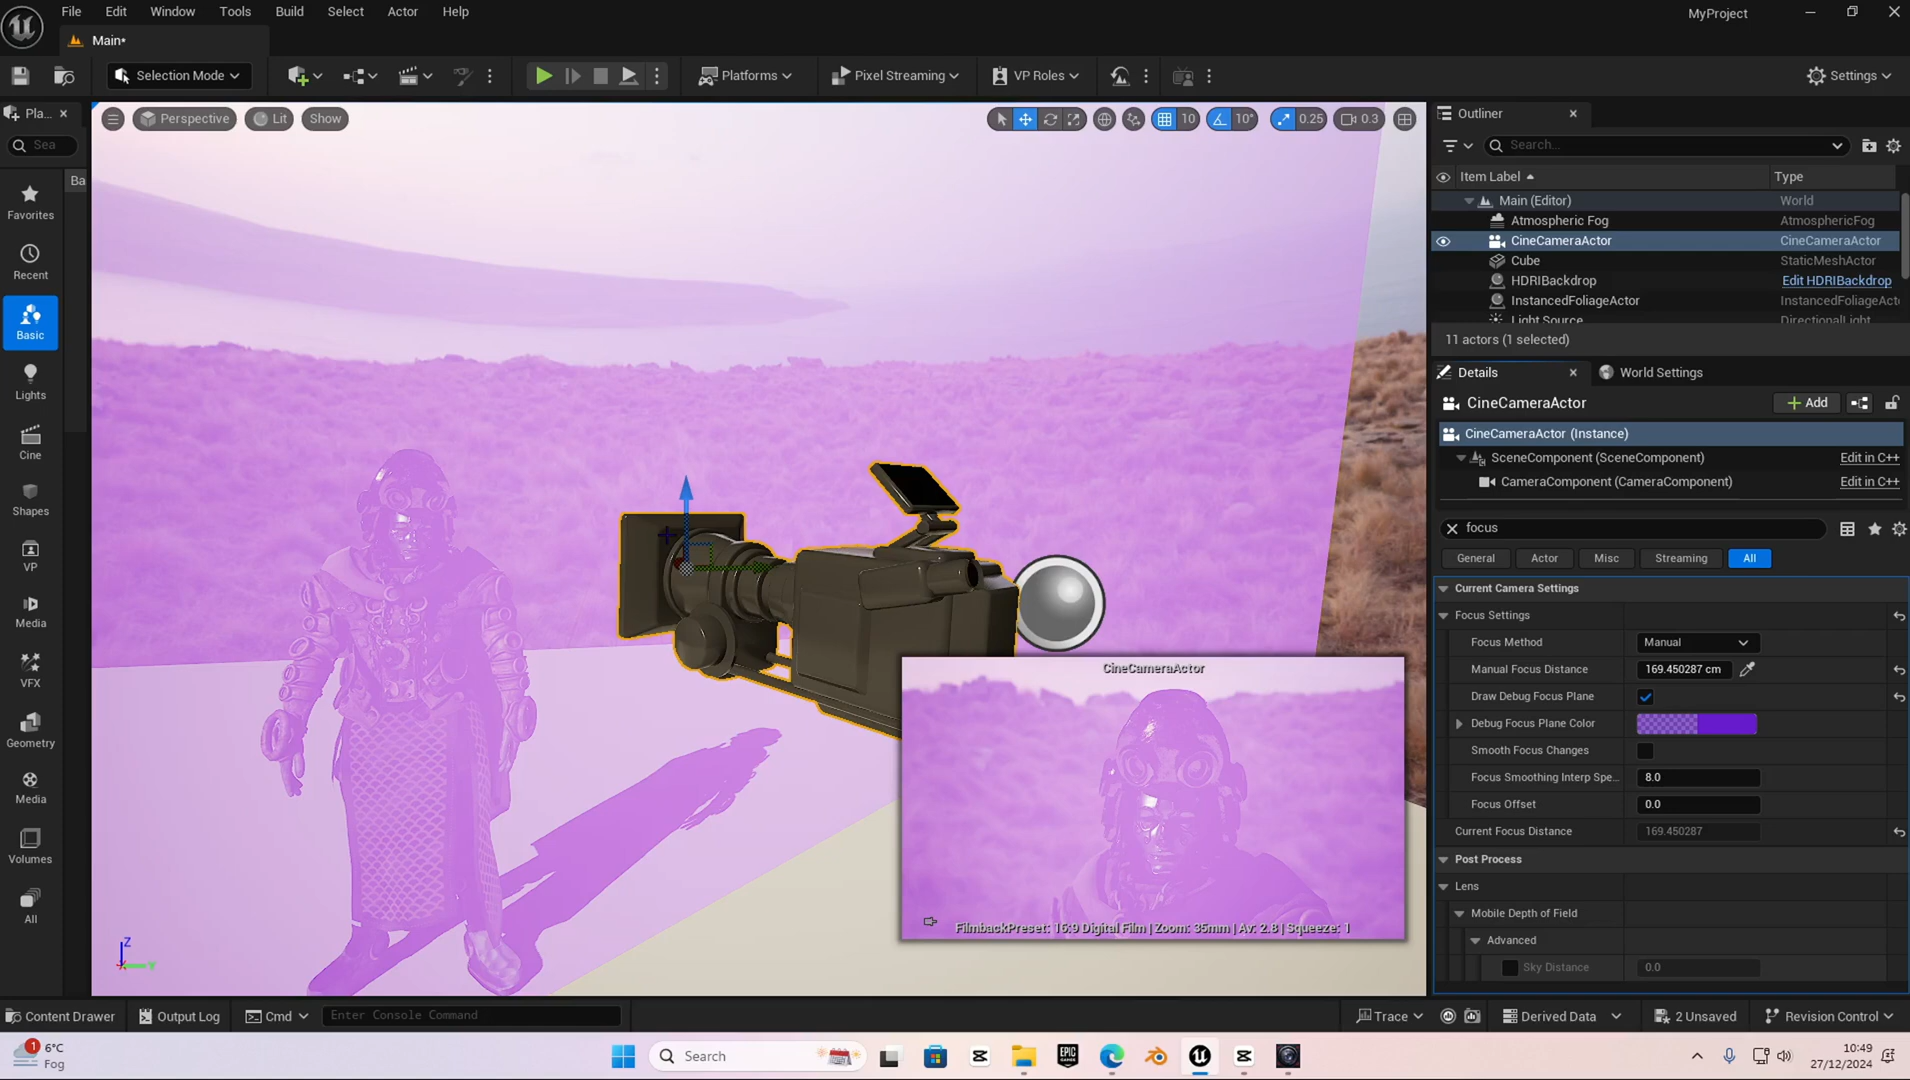 File Edit Window Tools Build Select Actor Help
MyProject
Main*
Selection Mode
Platforms
Pixel Streaming
VP Roles
Settings
Pla...
Sea
Ba
Favorites
Recent
Basic
Lights
Cine
Shapes
VP
Media
VFX
Geometry
Media
Volumes
All
Perspective
Lit
Show
10
10°
0.25
0.3
Z
Y
CineCameraActor
FilmbackPreset: 16:9 Digital Film | Zoom: 35mm | Av: 2.8 | Squeeze: 1
Outliner
Search...
Item Label Type
Main (Editor) World
Atmospheric Fog AtmosphericFog
CineCameraActor CineCameraActor
Cube StaticMeshActor
HDRIBackdrop Edit HDRIBackdrop
InstancedFoliageActor InstancedFoliageActo
Light Source DirectionalLight
11 actors (1 selected)
Details
World Settings
CineCameraActor
Add
CineCameraActor (Instance)
SceneComponent (SceneComponent) Edit in C++
CameraComponent (CameraComponent) Edit in C++
focus
General Actor Misc Streaming All
Current Camera Settings
Focus Settings
Focus Method Manual
Manual Focus Distance 169.450287 cm
Draw Debug Focus Plane
Debug Focus Plane Color
Smooth Focus Changes
Focus Smoothing Interp Spe... 8.0
Focus Offset 0.0
Current Focus Distance 169.450287
Post Process
Lens
Mobile Depth of Field
Advanced
Sky Distance 0.0
Content Drawer
Output Log
Cmd
Enter Console Command
Trace
Derived Data
2 Unsaved
Revision Control
1
6°C
Fog
Search
EPIC
GAMES
10:49
27/12/2024